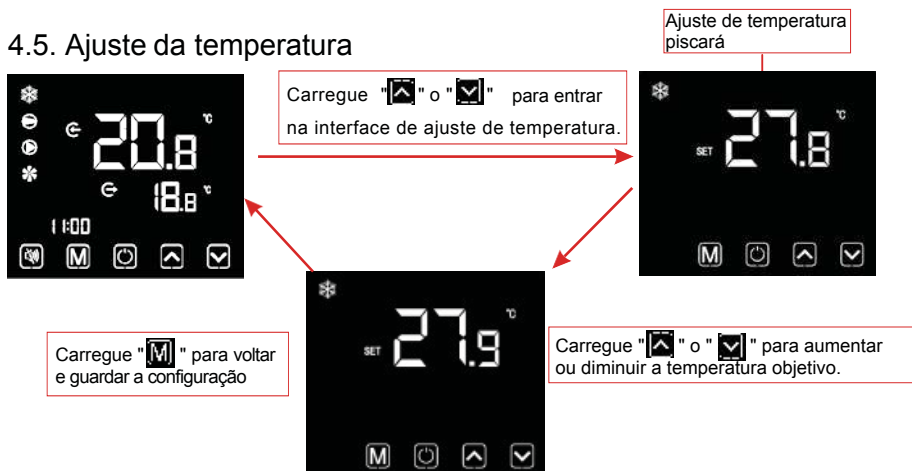 4.5. Ajuste da temperatura
Ajuste de temperatura
piscará
Carregue " " o " " para entrar
na interface de ajuste de temperatura.
20.8 °C
18.8 °C
11:00
M
SET 27.8 °C
M
Carregue " " o " " para aumentar
ou diminuir a temperatura objetivo.
SET 27.9 °C
M
Carregue "M" para voltar
e guardar a configuração